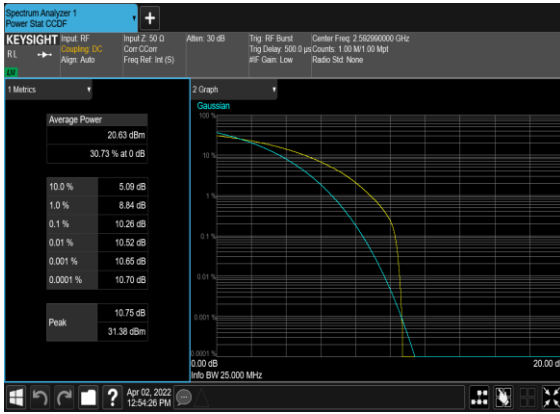 Spectrum Analyzer 1
Power Stat CCDF
KEYSIGHT
RL
Input: RF
Coupling: DC
Align: Auto
Input Z: 50 Ω
Corr CCorr
Freq Ref: Int (S)
Atten: 30 dB
Trig: RF Burst
Trig Delay: 500.0 µs
#IF Gain: Low
Center Freq: 2.592990000 GHz
Counts: 1.00 M/1.00 Mpt
Radio Std: None
1 Metrics
Average Power
20.63 dBm
30.73 % at 0 dB
10.0 % 5.09 dB
1.0 % 8.84 dB
0.1 % 10.26 dB
0.01 % 10.52 dB
0.001 % 10.65 dB
0.0001 % 10.70 dB
Peak
10.75 dB
31.38 dBm
2 Graph
Gaussian
100 %
10 %
1 %
0.1 %
0.01 %
0.001 %
0.0001 %
0.00 dB
20.00 d
Info BW 25.000 MHz
Apr 02, 2022
12:54:26 PM